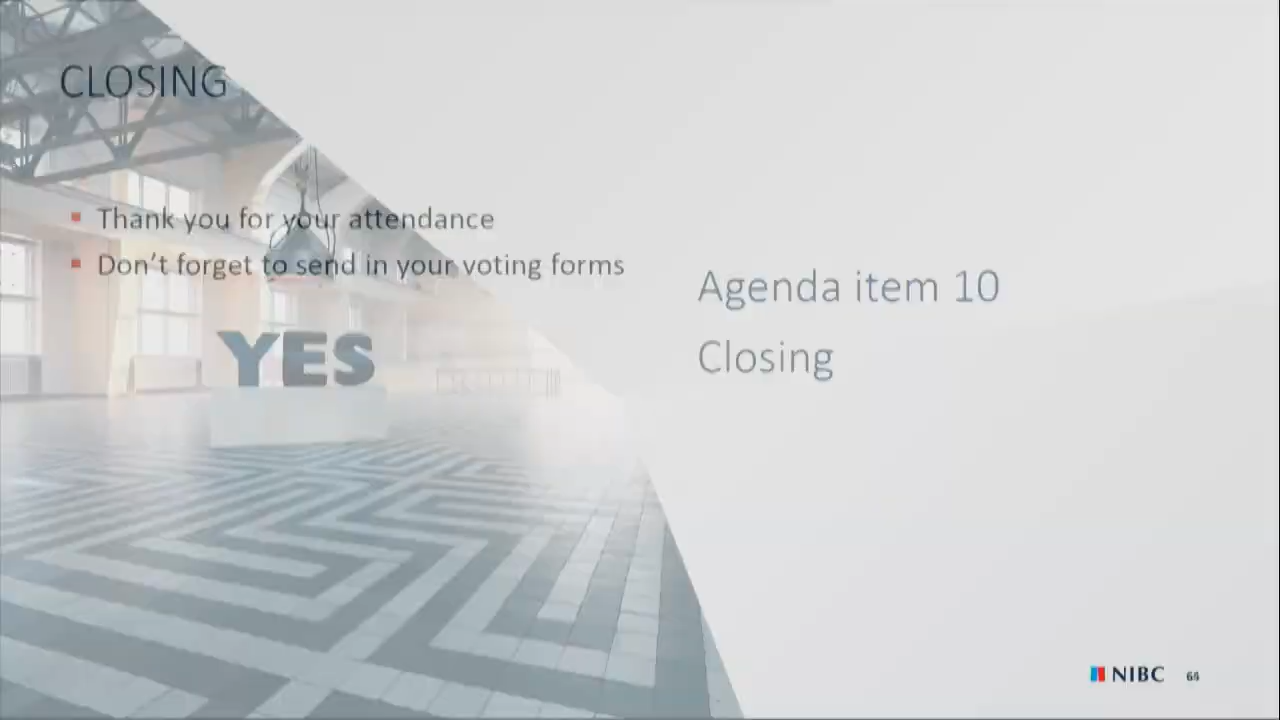 CLOSING
Thank you for your attendance
Don't forget to send in your voting forms
YES
Agenda item 10
Closing
NIBC